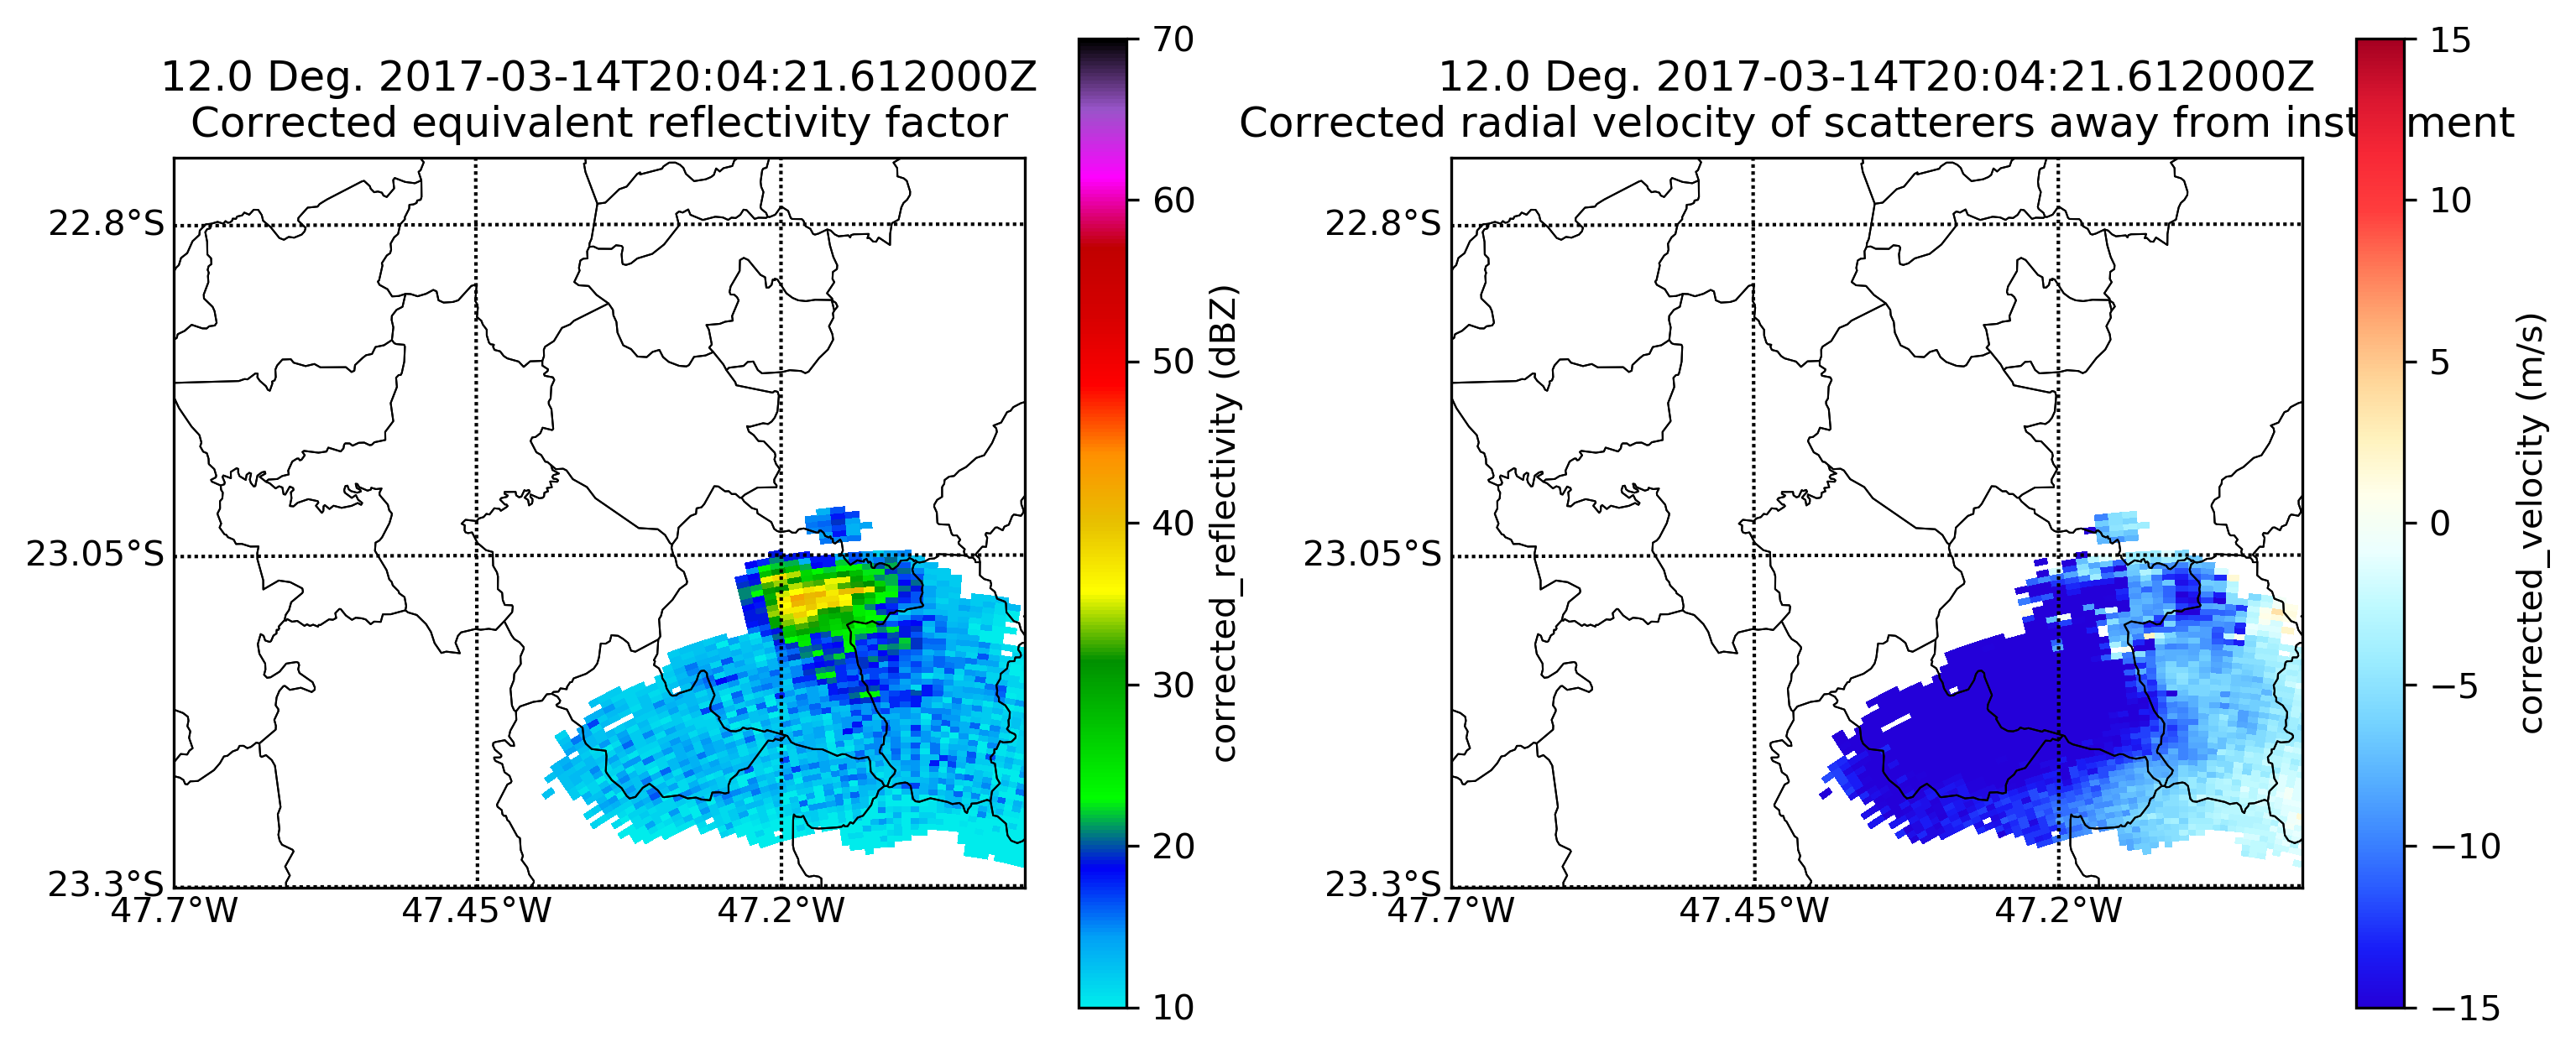 12.0 Deg. 2017-03-14T20:04:21.612000Z
Corrected equivalent reflectivity factor
22.8°S
23.05°S
23.3°S
47.7°W
47.45°W
47.2°W
70
60
50
40
30
20
10
corrected_reflectivity (dBZ)
12.0 Deg. 2017-03-14T20:04:21.612000Z
Corrected radial velocity of scatterers away from inst ment
22.8°S
23.05°S
23.3°S
47.7°W
47.45°W
47.2°W
15
10
5
0
−5
−10
−15
corrected_velocity (m/s)